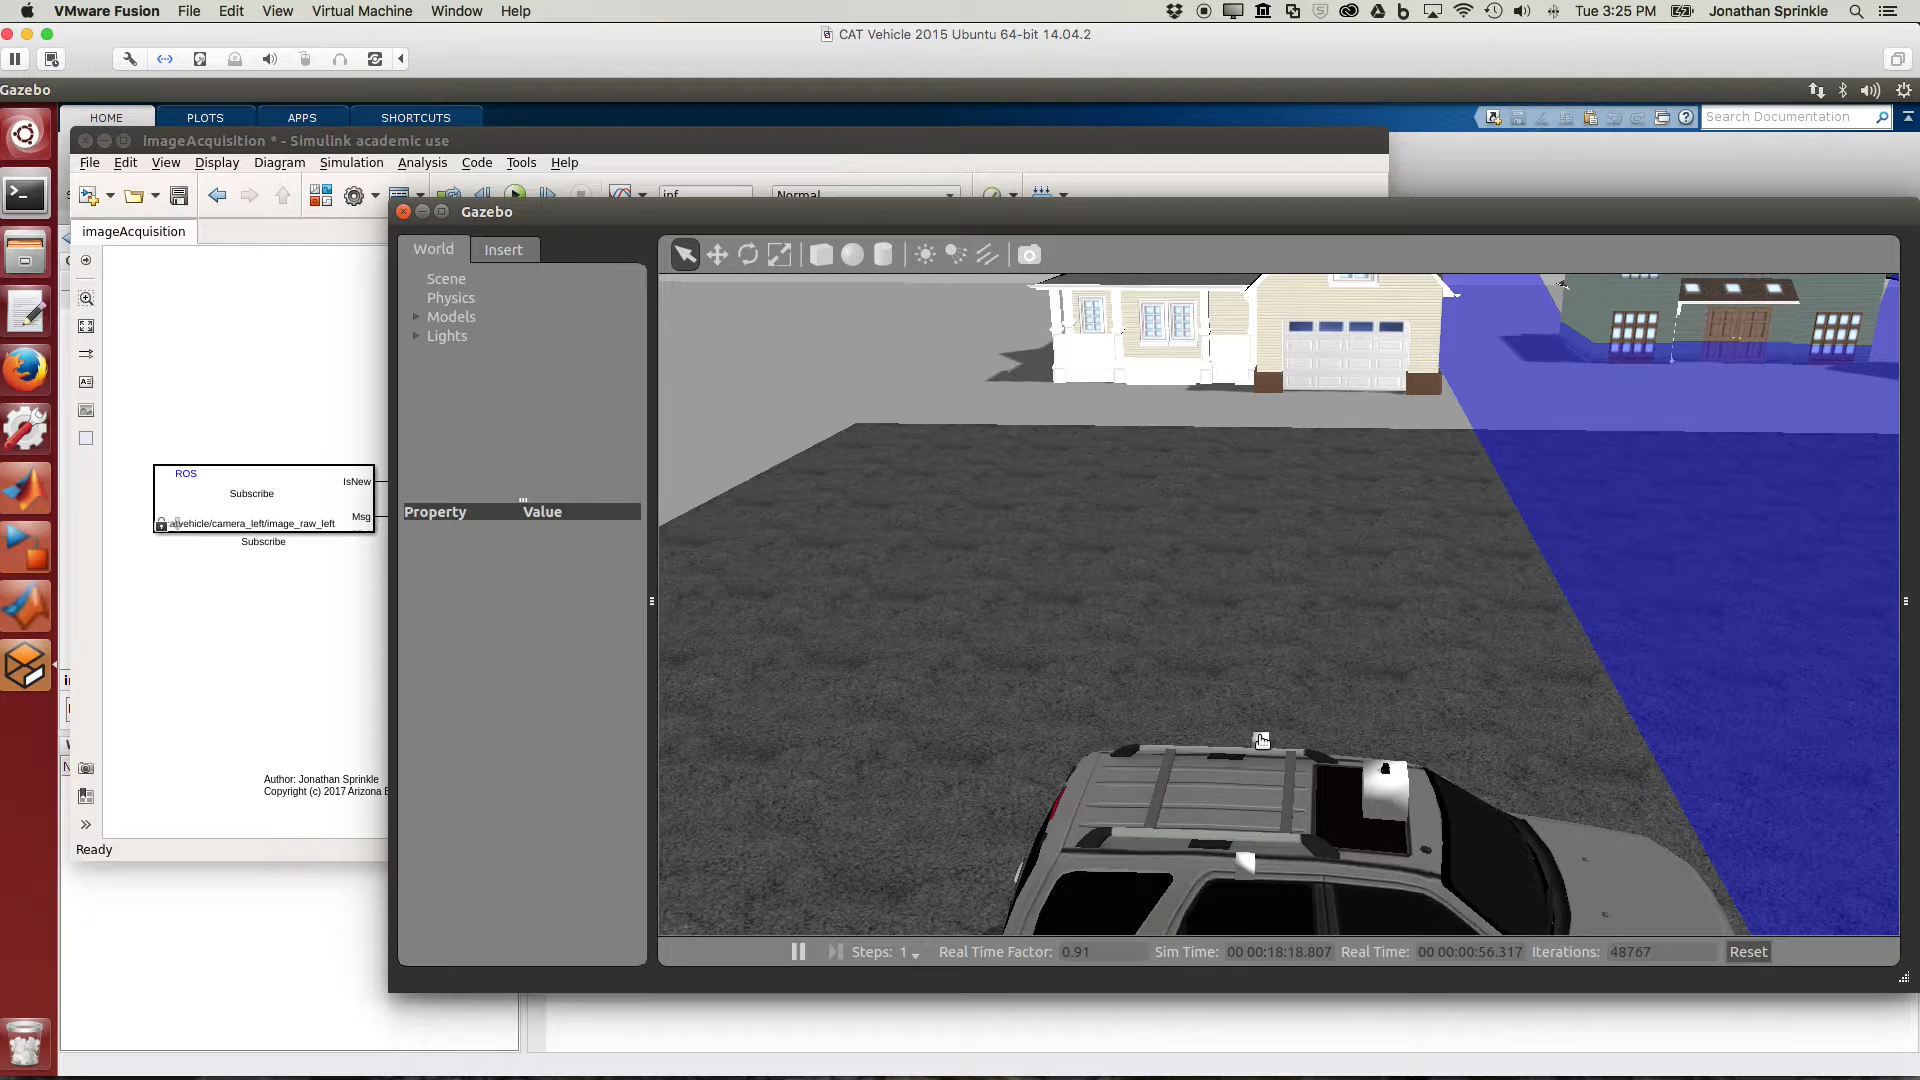 VMware Fusion File Edit View Virtual Machine Window Help Tue 3:25 PM Jonathan Sprinkle
CAT Vehicle 2015 Ubuntu 64-bit 14.04.2
Gazebo
HOME PLOTS APPS SHORTCUTS Search Documentation
imageAcquisition * - Simulink academic use
File Edit View Display Diagram Simulation Analysis Code Tools Help
inf Normal
Gazebo
imageAcquisition
World Insert
Scene
Physics
Models
Lights
ROS
IsNew
Subscribe
Msg
vehicle/camera_left/image_raw_left
Subscribe
Property Value
Author: Jonathan Sprinkle
Copyright (c) 2017 Arizona
Ready
Steps: 1 Real Time Factor: 0.91 Sim Time: 00 00:18:18.807 Real Time: 00 00:00:56.317 Iterations: 48767 Reset